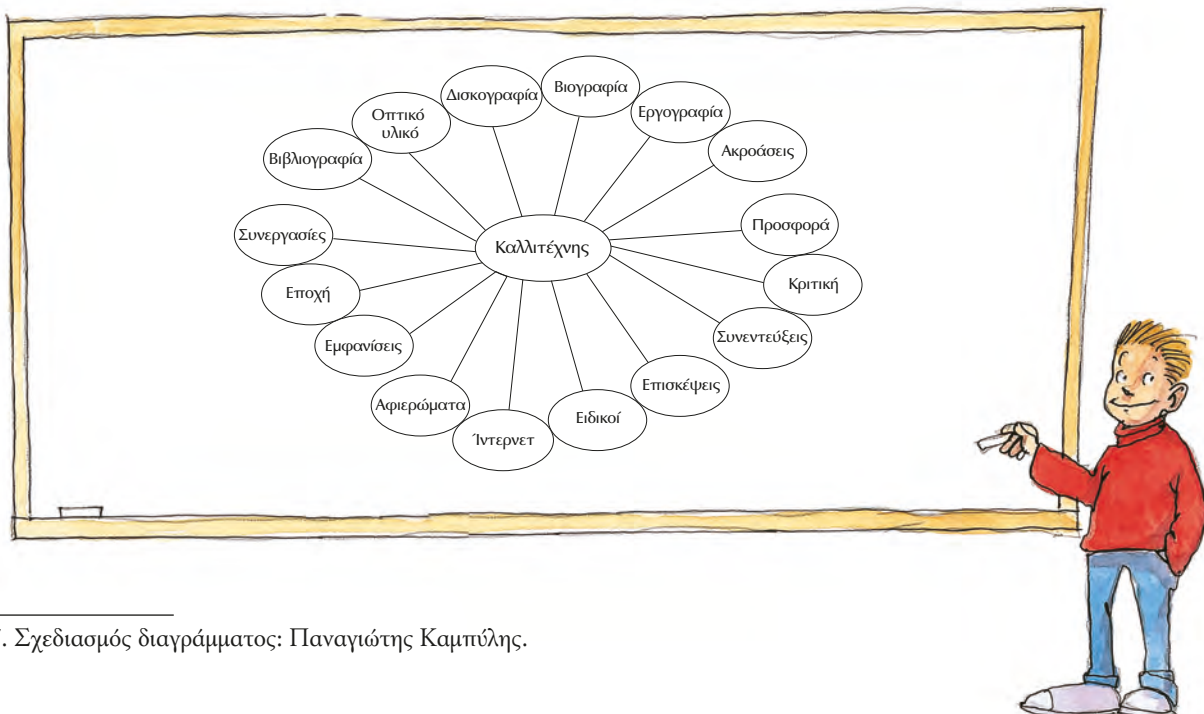 Βιογραφία
Δισκογραφία
Εργογραφία
Οπτικό
υλικό
Ακροάσεις
Βιβλιογραφία
Προσφορά
Συνεργασίες
Καλλιτέχνης
Κριτική
Εποχή
Συνεντεύξεις
Εμφανίσεις
Επισκέψεις
Αφιερώματα
Ειδικοί
Ίντερνετ
. Σχεδιασμός διαγράμματος: Παναγιώτης Καμπύλης.